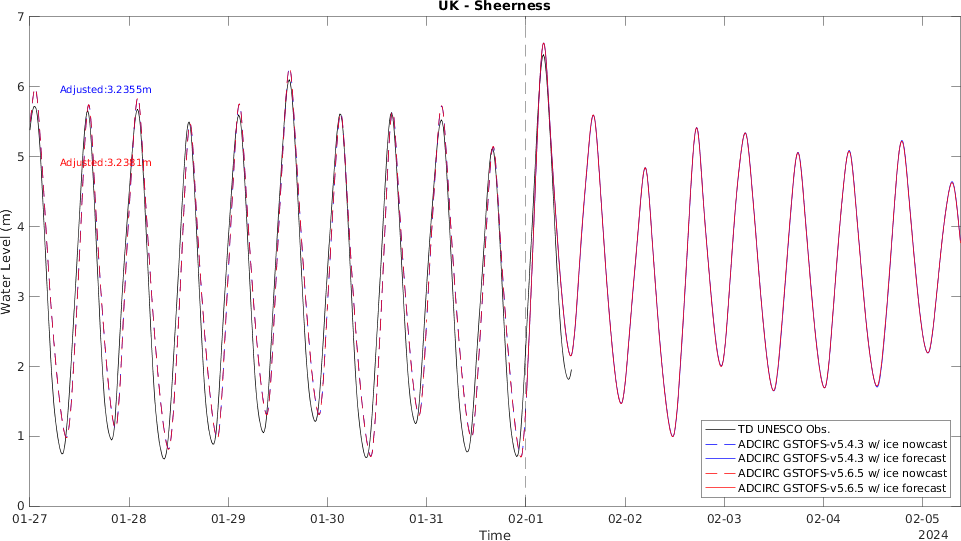 UK - Sheerness
7
6
5
4
3
2
1
0
Water Level (m)
Adjusted:3.2355m
Adjusted:3.2381m
TD UNESCO Obs.
ADCIRC GSTOFS-v5.4.3 w/ ice nowcast
ADCIRC GSTOFS-v5.4.3 w/ ice forecast
ADCIRC GSTOFS-v5.6.5 w/ ice nowcast
ADCIRC GSTOFS-v5.6.5 w/ ice forecast
01-27 01-28 01-29 01-30 01-31 02-01 02-02 02-03 02-04 02-05
Time
2024